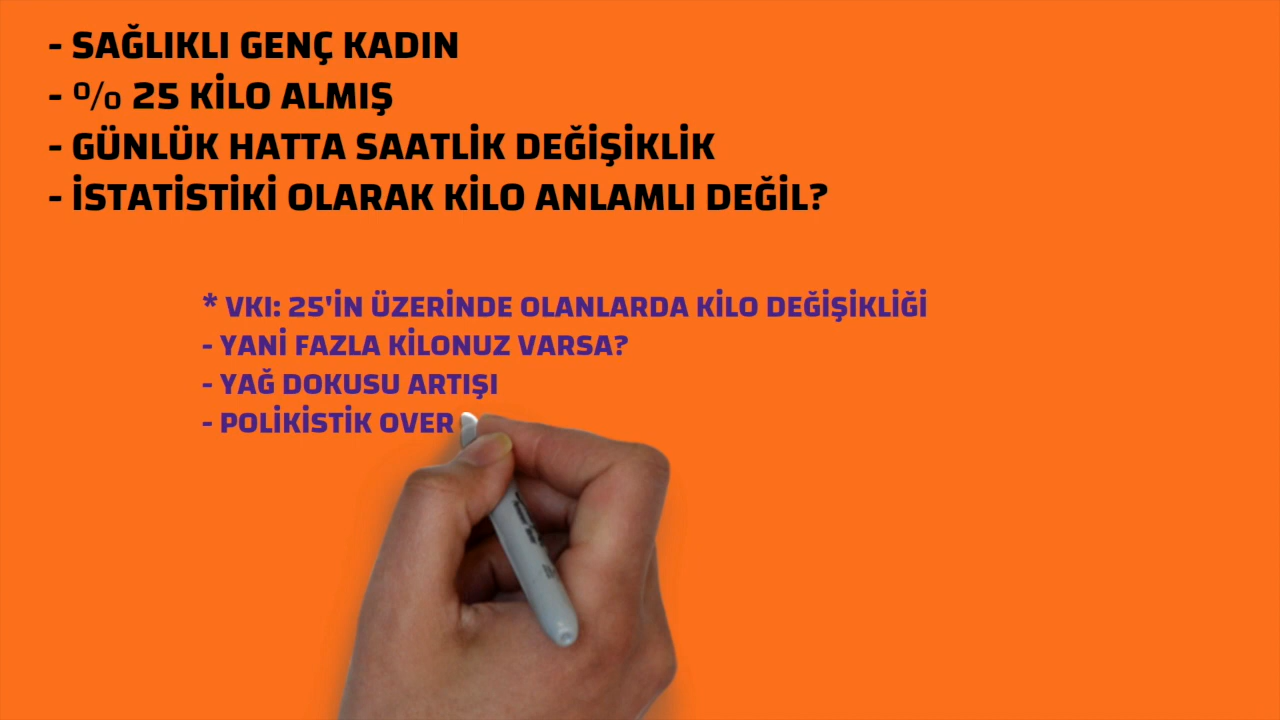 - SAĞLIKLI GENÇ KADIN
- % 25 KİLO ALMIŞ
- GÜNLÜK HATTA SAATLİK DEĞİŞİKLİK
- İSTATİSTİKİ OLARAK KİLO ANLAMLI DEĞİL?
* VKI: 25'İN ÜZERİNDE OLANLARDA KİLO DEĞİŞİKLİĞİ
- YANİ FAZLA KİLONUZ VARSA?
- YAĞ DOKUSU ARTIŞI
- POLİKİSTİK OVER